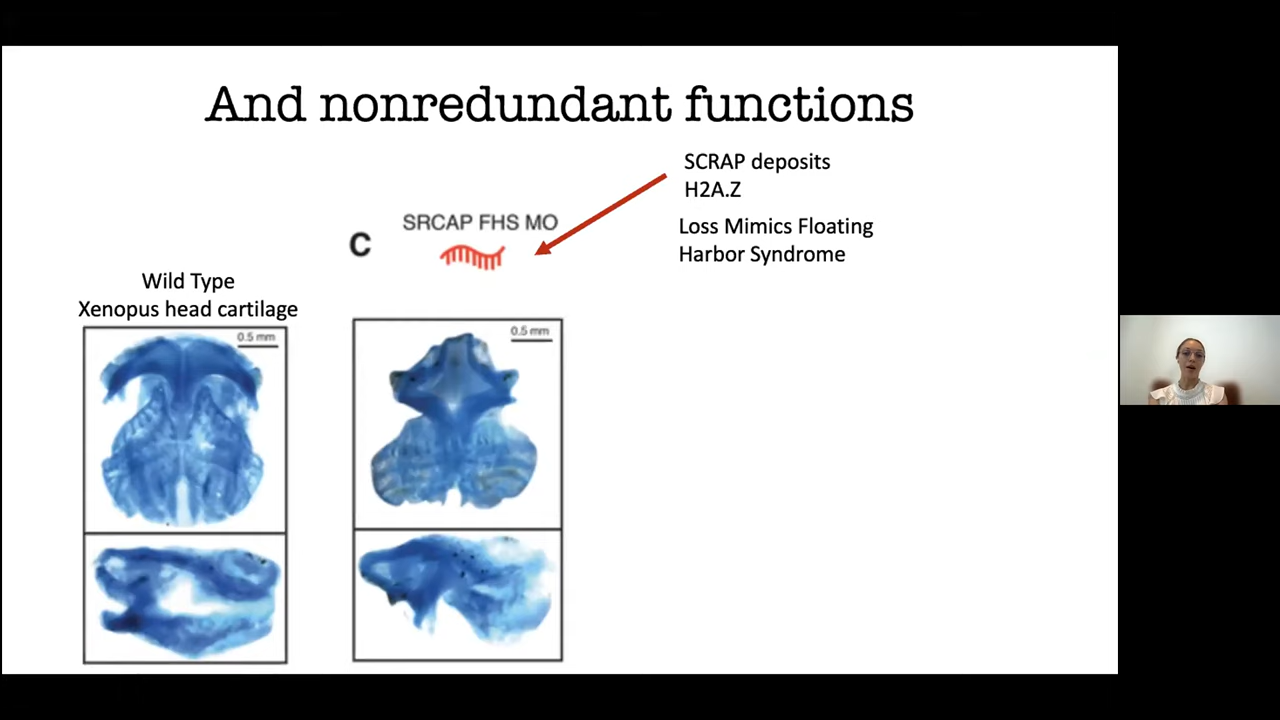 And nonredundant functions
SCRAP deposits
H2A.Z
Loss Mimics Floating
Harbor Syndrome
C
SRCAP FHS MO
Wild Type
Xenopus head cartilage
0.5 mm
0.5 mm